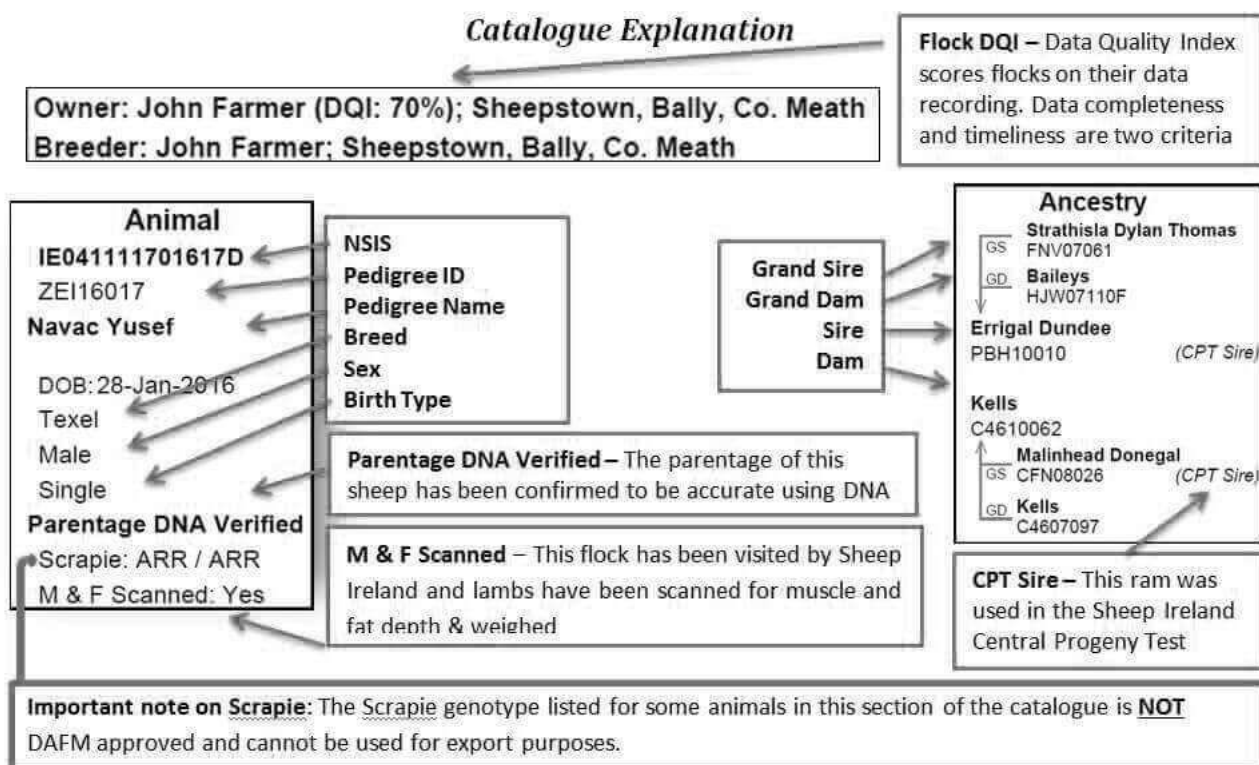 Catalogue Explanation
Flock DQI – Data Quality Index
scores flocks on their data
recording. Data completeness
and timeliness are two criteria
Owner: John Farmer (DQI: 70%); Sheepstown, Bally, Co. Meath
Breeder: John Farmer; Sheepstown, Bally, Co. Meath
Animal
IE041111701617D
ZEI16017
Navac Yusef
DOB: 28-Jan-2016
Texel
Male
Single
Parentage DNA Verified
Scrapie: ARR / ARR
M & F Scanned: Yes
NSIS
Pedigree ID
Pedigree Name
Breed
Sex
Birth Type
Grand Sire
Grand Dam
Sire
Dam
Ancestry
Strathisla Dylan Thomas
GS FNV07061
GD Baileys
HJW07110F
Errigal Dundee
PBH10010 (CPT Sire)
Kells
C4610062
Malinhead Donegal
GS CFN08026 (CPT Sire)
GD Kells
C4607097
Parentage DNA Verified – The parentage of this
sheep has been confirmed to be accurate using DNA
M & F Scanned – This flock has been visited by Sheep
Ireland and lambs have been scanned for muscle and
fat depth & weighed
CPT Sire – This ram was
used in the Sheep Ireland
Central Progeny Test
Important note on Scrapie: The Scrapie genotype listed for some animals in this section of the catalogue is NOT
DAFM approved and cannot be used for export purposes.